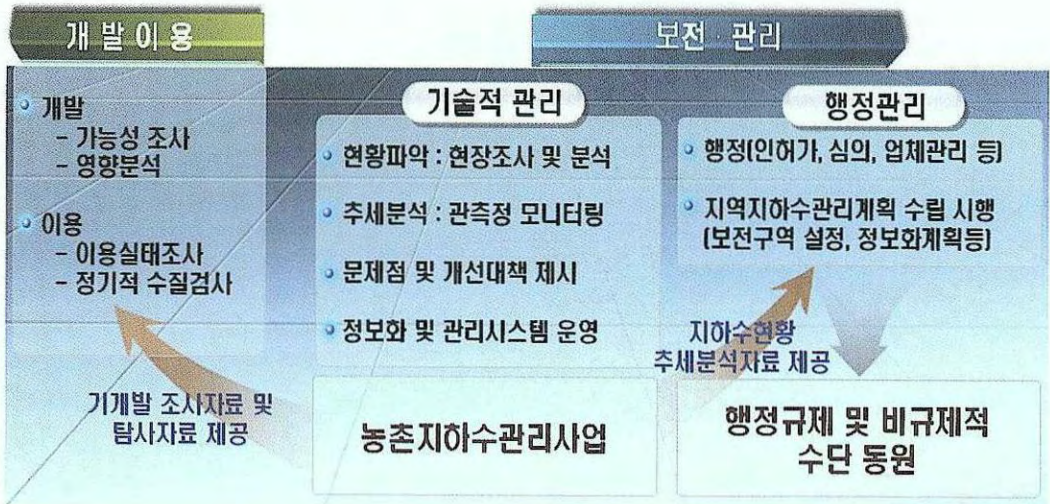 개발이용
보전·관리
• 개발
- 가능성 조사
- 영향분석
• 이용
- 이용실태조사
- 정기적 수질검사
기개발 조사자료 및
탐사자료 제공
기술적 관리
• 현황파악 : 현장조사 및 분석
• 추세분석 : 관측정 모니터링
• 문제점 및 개선대책 제시
• 정보화 및 관리시스템 운영
농촌지하수관리사업
행정관리
• 행정(인허가, 심의, 업체관리 등)
• 지역지하수관리계획 수립 시행
(보전구역 설정, 정보화계획등)
지하수현황
추세분석자료 제공
행정규제 및 비규제적
수단 동원